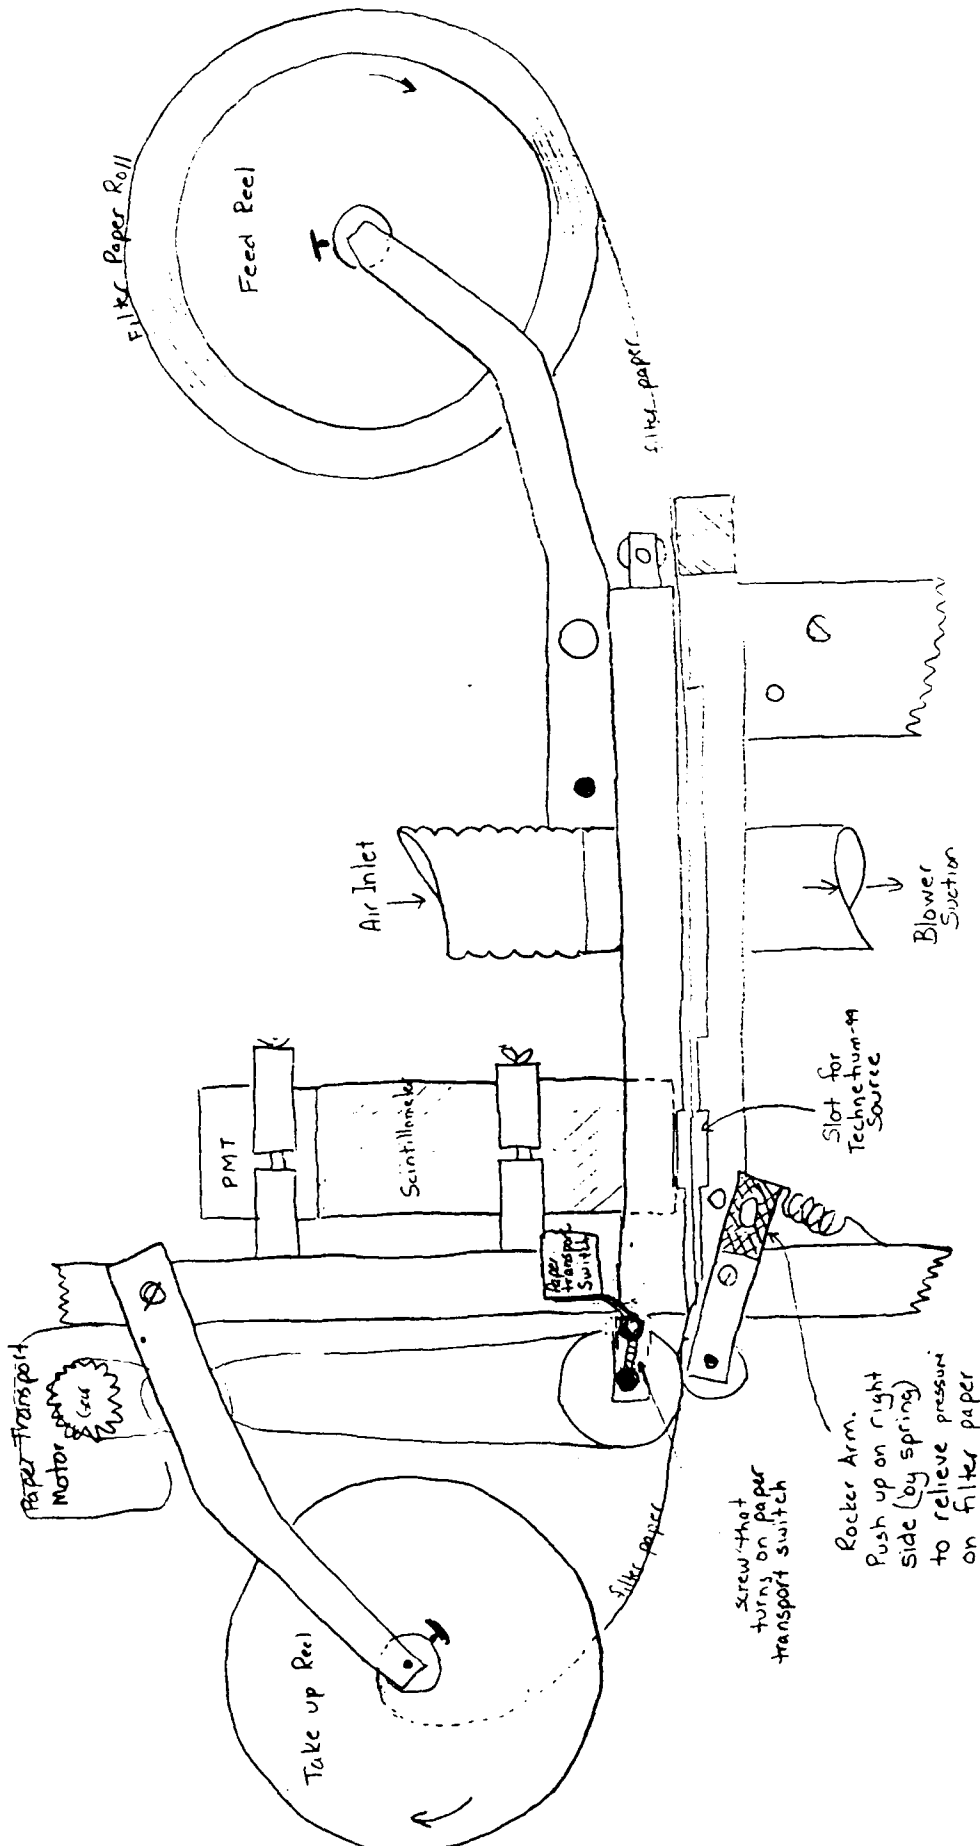 Filter Paper Roll
Feed Reel
filter paper
Air Inlet
Blower
Suction
PMT
Scintillometer
Slot for
Technetium-99
Source
Paper
transport
Switch
Paper Transport
Motor
Gear
Take up Reel
filter paper
screw that
turns on paper
transport switch
Rocker Arm.
Push up on right
side (by spring)
to relieve pressure
on filter paper